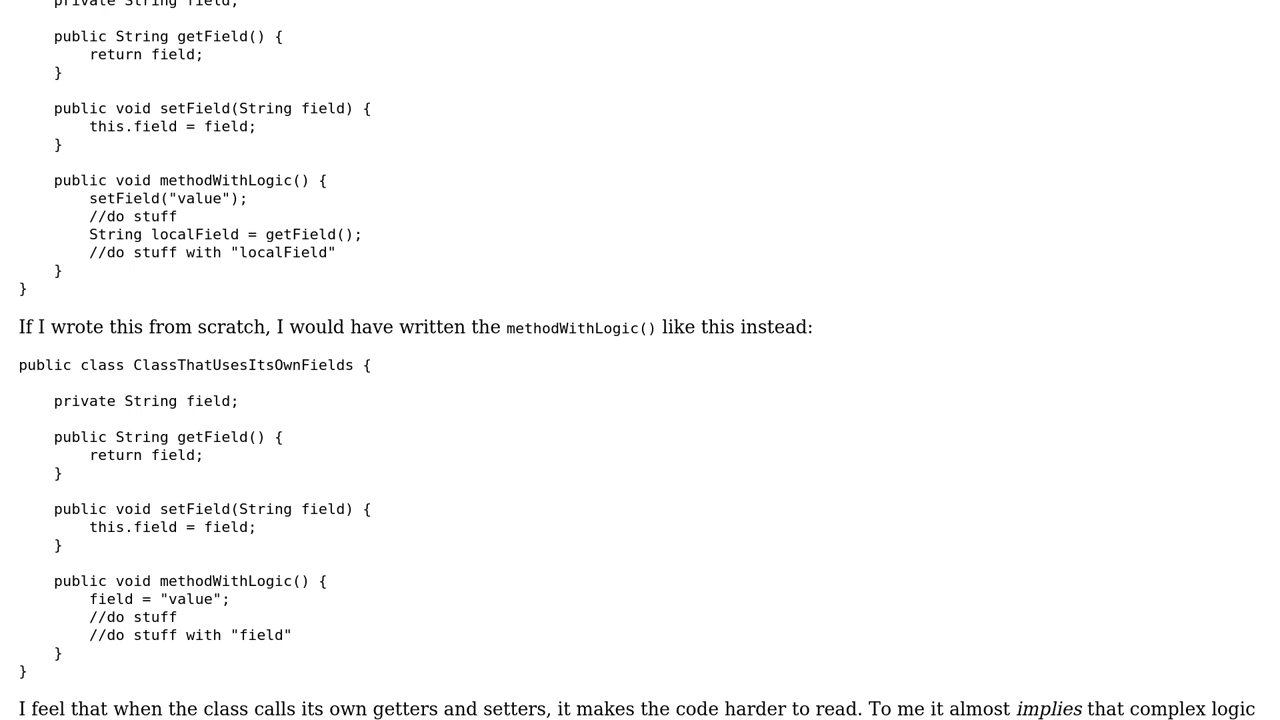 private String field;

    public String getField() {
        return field;
    }

    public void setField(String field) {
        this.field = field;
    }

    public void methodWithLogic() {
        setField("value");
        //do stuff
        String localField = getField();
        //do stuff with "localField"
    }
}
If I wrote this from scratch, I would have written the methodWithLogic() like this instead:
public class ClassThatUsesItsOwnFields {

    private String field;

    public String getField() {
        return field;
    }

    public void setField(String field) {
        this.field = field;
    }

    public void methodWithLogic() {
        field = "value";
        //do stuff
        //do stuff with "field"
    }
}
I feel that when the class calls its own getters and setters, it makes the code harder to read. To me it almost implies that complex logic